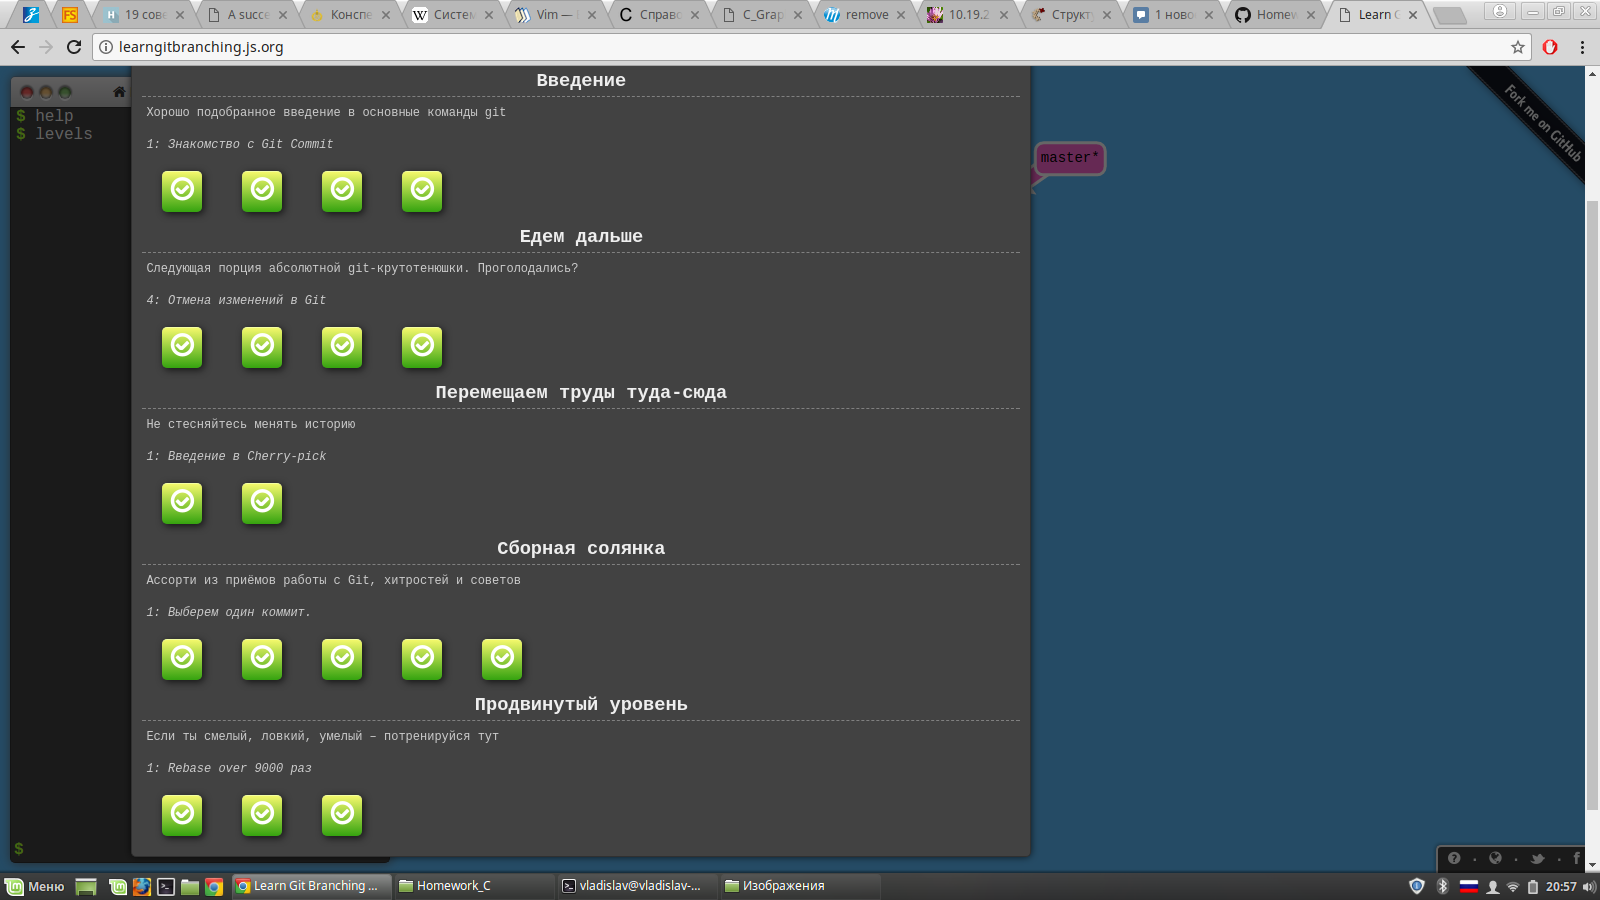 FS
19 сове
A succe
Конспе
Систем
Vim — 
Справо
C_Grap
remove
10.19.2
Структ
1 ново
Homew
Learn G
learngitbranching.js.org
Введение
Хорошо подобранное введение в основные команды git
1: Знакомство с Git Commit
Едем дальше
Следующая порция абсолютной git-крутотенюшки. Проголодались?
4: Отмена изменений в Git
Перемещаем труды туда-сюда
Не стесняйтесь менять историю
1: Введение в Cherry-pick
Сборная солянка
Ассорти из приёмов работы с Git, хитростей и советов
1: Выберем один коммит.
Продвинутый уровень
Если ты смелый, ловкий, умелый – потренируйся тут
1: Rebase over 9000 раз
$ help
$ levels
$
master*
Fork me on GitHub
Меню
Learn Git Branching ...
Homework_C
vladislav@vladislav-...
Изображения
20:57